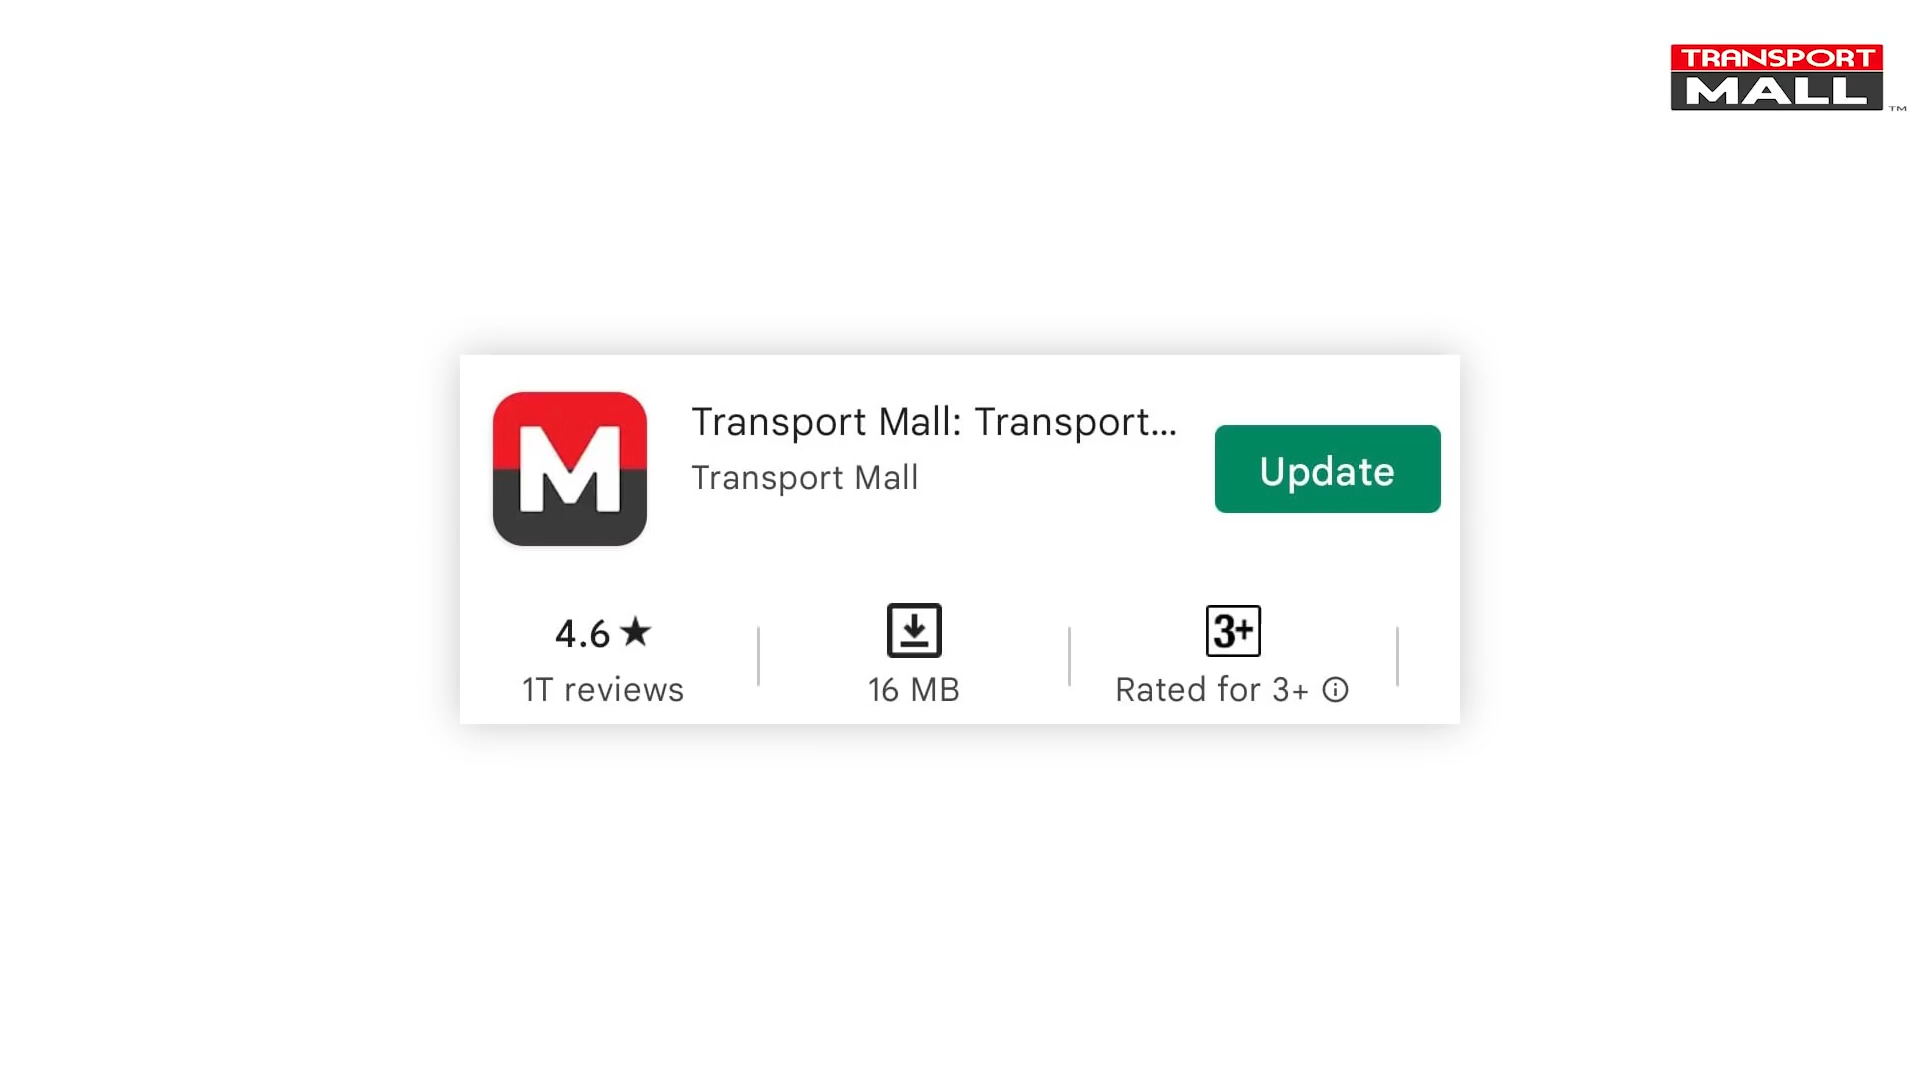 TRANSPORT
MALL
TM
M
Transport Mall: Transport...
Transport Mall
Update
4.6 ★
1T reviews
16 MB
3+
Rated for 3+